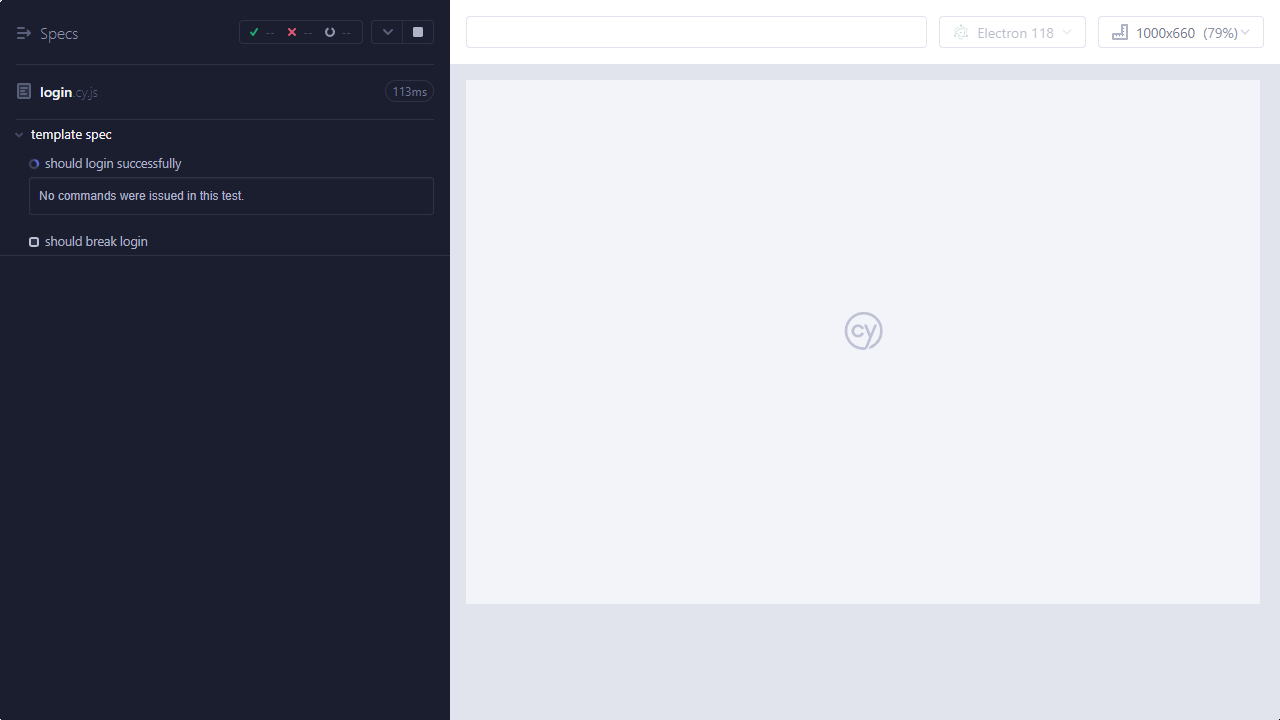 Specs
--
--
--
Electron 118
1000x660 (79%)
login.cy.js
113ms
template spec
should login successfully
No commands were issued in this test.
should break login
cy